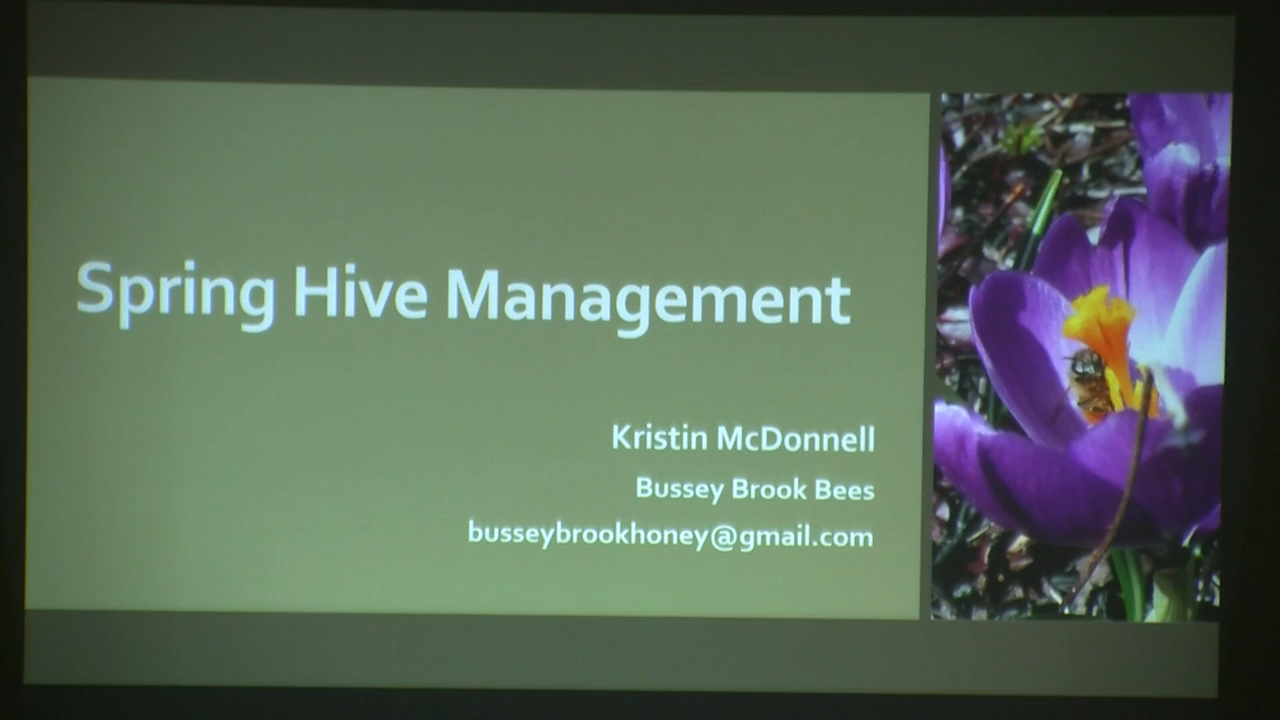 Spring Hive Management
Kristin McDonnell
Bussey Brook Bees
busseybrookhoney@gmail.com